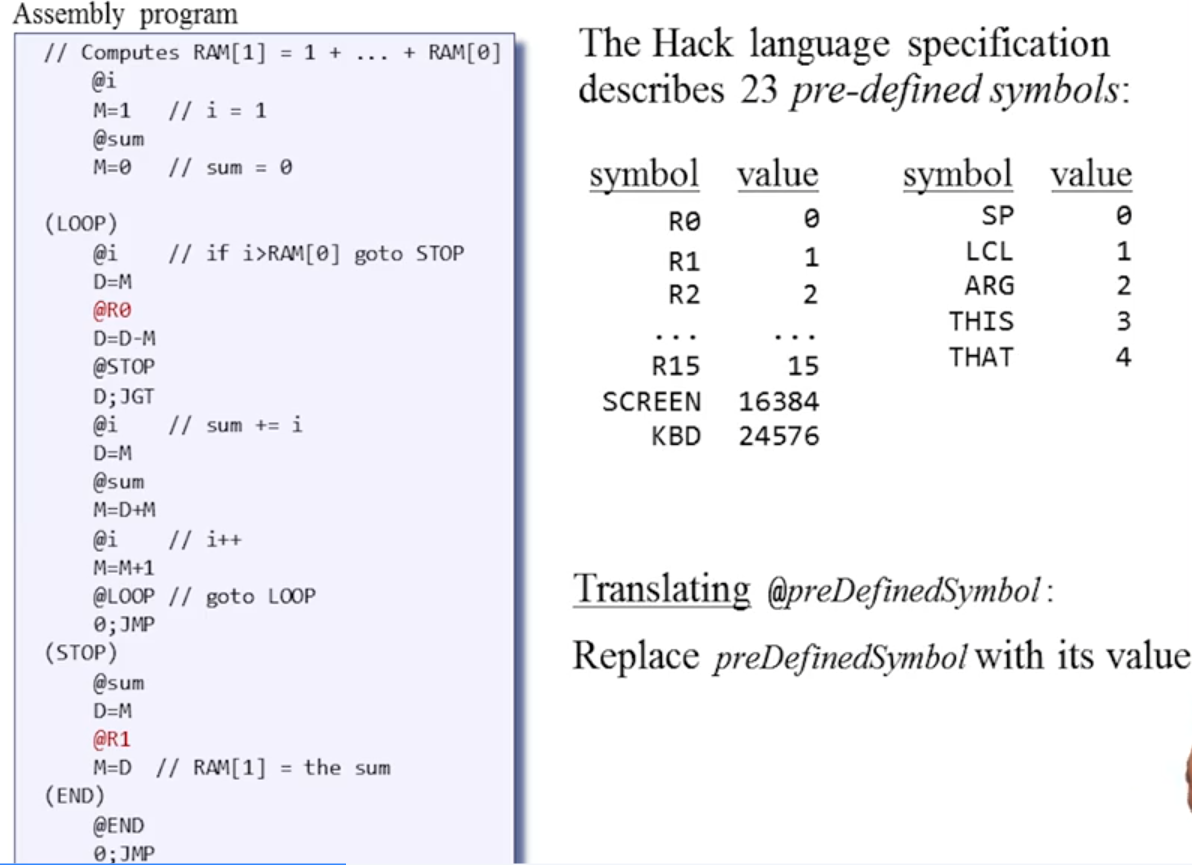 Assembly program
// Computes RAM[1] = 1 + ... + RAM[0]
@i
M=1 // i = 1
@sum
M=0 // sum = 0
(LOOP)
@i // if i>RAM[0] goto STOP
D=M
@R0
D=D-M
@STOP
D;JGT
@i // sum += i
D=M
@sum
M=D+M
@i // i++
M=M+1
@LOOP // goto LOOP
0;JMP
(STOP)
@sum
D=M
@R1
M=D // RAM[1] = the sum
(END)
@END
0;JMP
The Hack language specification
describes 23 pre-defined symbols:
symbol value
R0 0
R1 1
R2 2
... ...
R15 15
SCREEN 16384
KBD 24576
symbol value
SP 0
LCL 1
ARG 2
THIS 3
THAT 4
Translating @preDefinedSymbol:
Replace preDefinedSymbol with its value